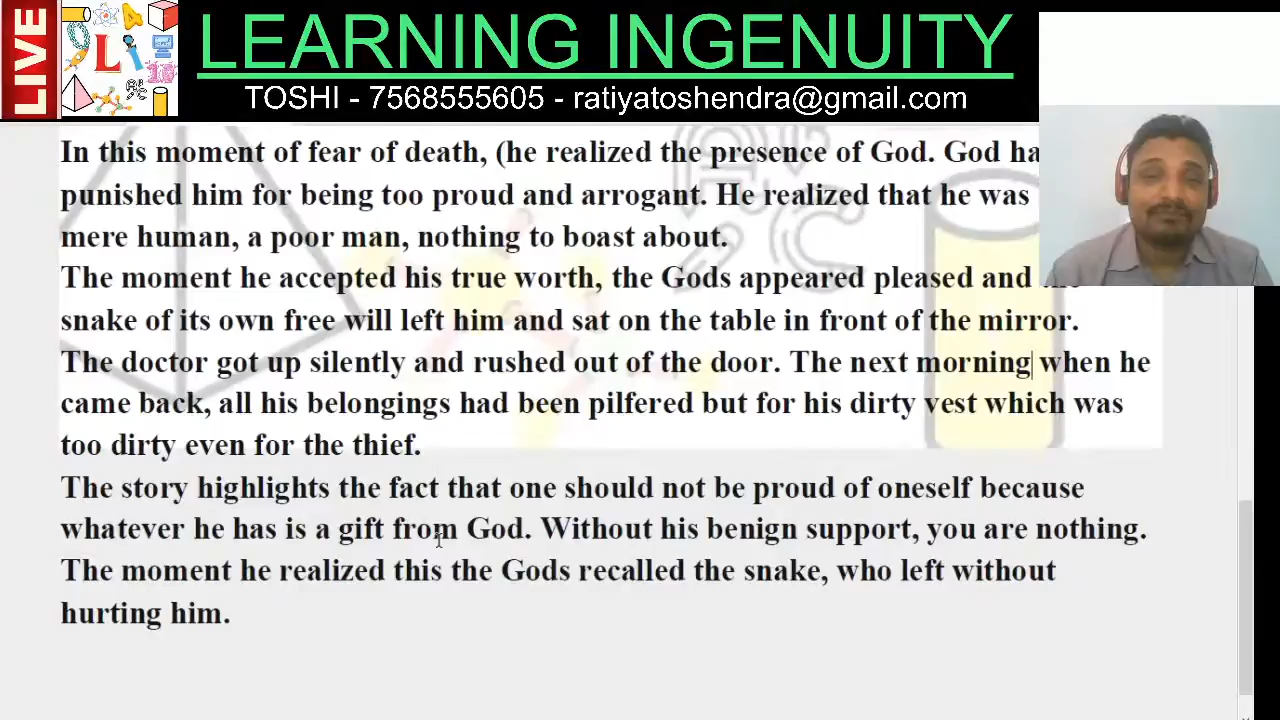 LIVE
L
LEARNING INGENUITY
TOSHI - 7568555605 - ratiyatoshendra@gmail.com
In this moment of fear of death, (he realized the presence of God. God ha
punished him for being too proud and arrogant. He realized that he was
mere human, a poor man, nothing to boast about.
The moment he accepted his true worth, the Gods appeared pleased and
snake of its own free will left him and sat on the table in front of the mirror.
The doctor got up silently and rushed out of the door. The next morning when he
came back, all his belongings had been pilfered but for his dirty vest which was
too dirty even for the thief.
The story highlights the fact that one should not be proud of oneself because
whatever he has is a gift from God. Without his benign support, you are nothing.
The moment he realized this the Gods recalled the snake, who left without
hurting him.